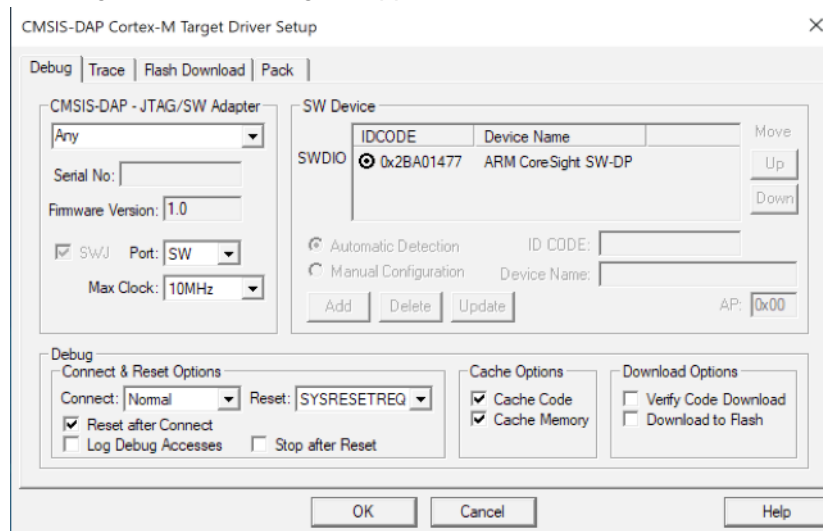 CMSIS-DAP Cortex-M Target Driver Setup
Debug Trace Flash Download Pack
CMSIS-DAP - JTAG/SW Adapter
Any
Serial No:
Firmware Version: 1.0
SWJ Port: SW
Max Clock: 10MHz
SW Device
IDCODE Device Name Move
SWDIO 0x2BA01477 ARM CoreSight SW-DP Up
Down
Automatic Detection ID CODE:
Manual Configuration Device Name:
Add Delete Update AP: 0x00
Debug
Connect & Reset Options
Connect: Normal Reset: SYSRESETREQ
Reset after Connect
Log Debug Accesses Stop after Reset
Cache Options
Cache Code
Cache Memory
Download Options
Verify Code Download
Download to Flash
OK Cancel Help